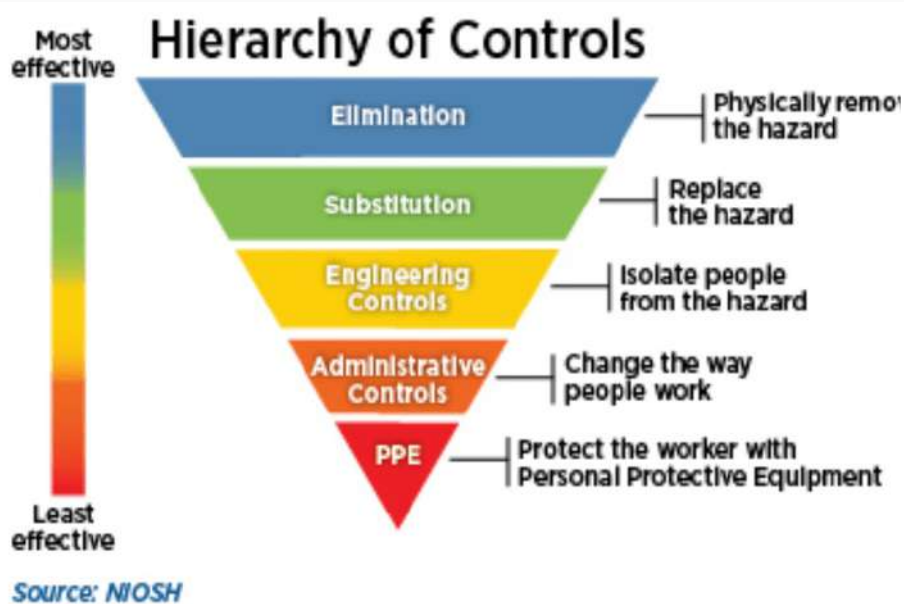 Hierarchy of Controls
Most
effective
Elimination
Physically remov
the hazard
Substitution
Replace
the hazard
Engineering
Controls
Isolate people
from the hazard
Administrative
Controls
Change the way
people work
PPE
Protect the worker with
Personal Protective Equipment
Least
effective
Source: NIOSH